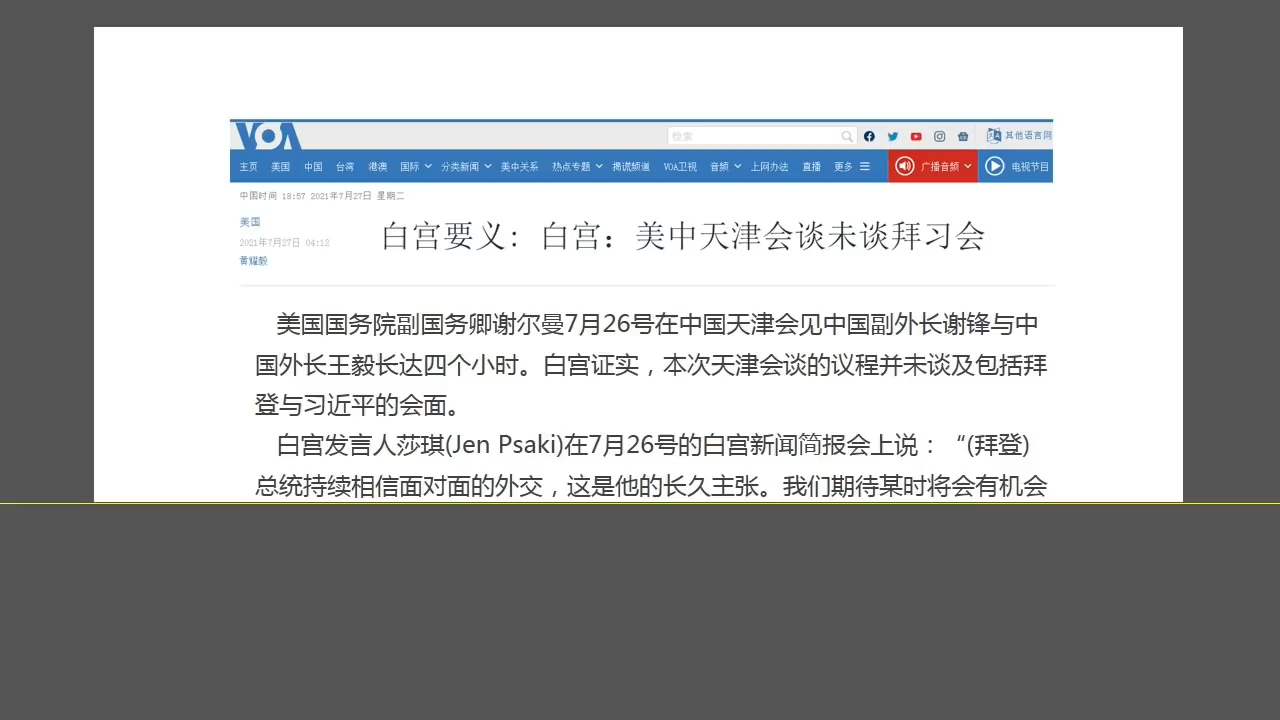 VOA
检索
其他语言网
主页 美国 中国 台湾 港澳 国际 分类新闻 美中关系 热点专题 揭谎频道 VOA卫视 音频 上网办法 直播 更多 广播音频 电视节目
中国时间 18:57 2021年7月27日 星期二
美国
2021年7月27日 04:12
黄耀毅
白宫要义：白宫：美中天津会谈未谈拜习会
美国国务院副国务卿谢尔曼7月26号在中国天津会见中国副外长谢锋与中
国外长王毅长达四个小时。白宫证实，本次天津会谈的议程并未谈及包括拜
登与习近平的会面。
白宫发言人莎琪(Jen Psaki)在7月26号的白宫新闻简报会上说：“(拜登)
总统持续相信面对面的外交，这是他的长久主张。我们期待某时将会有机会